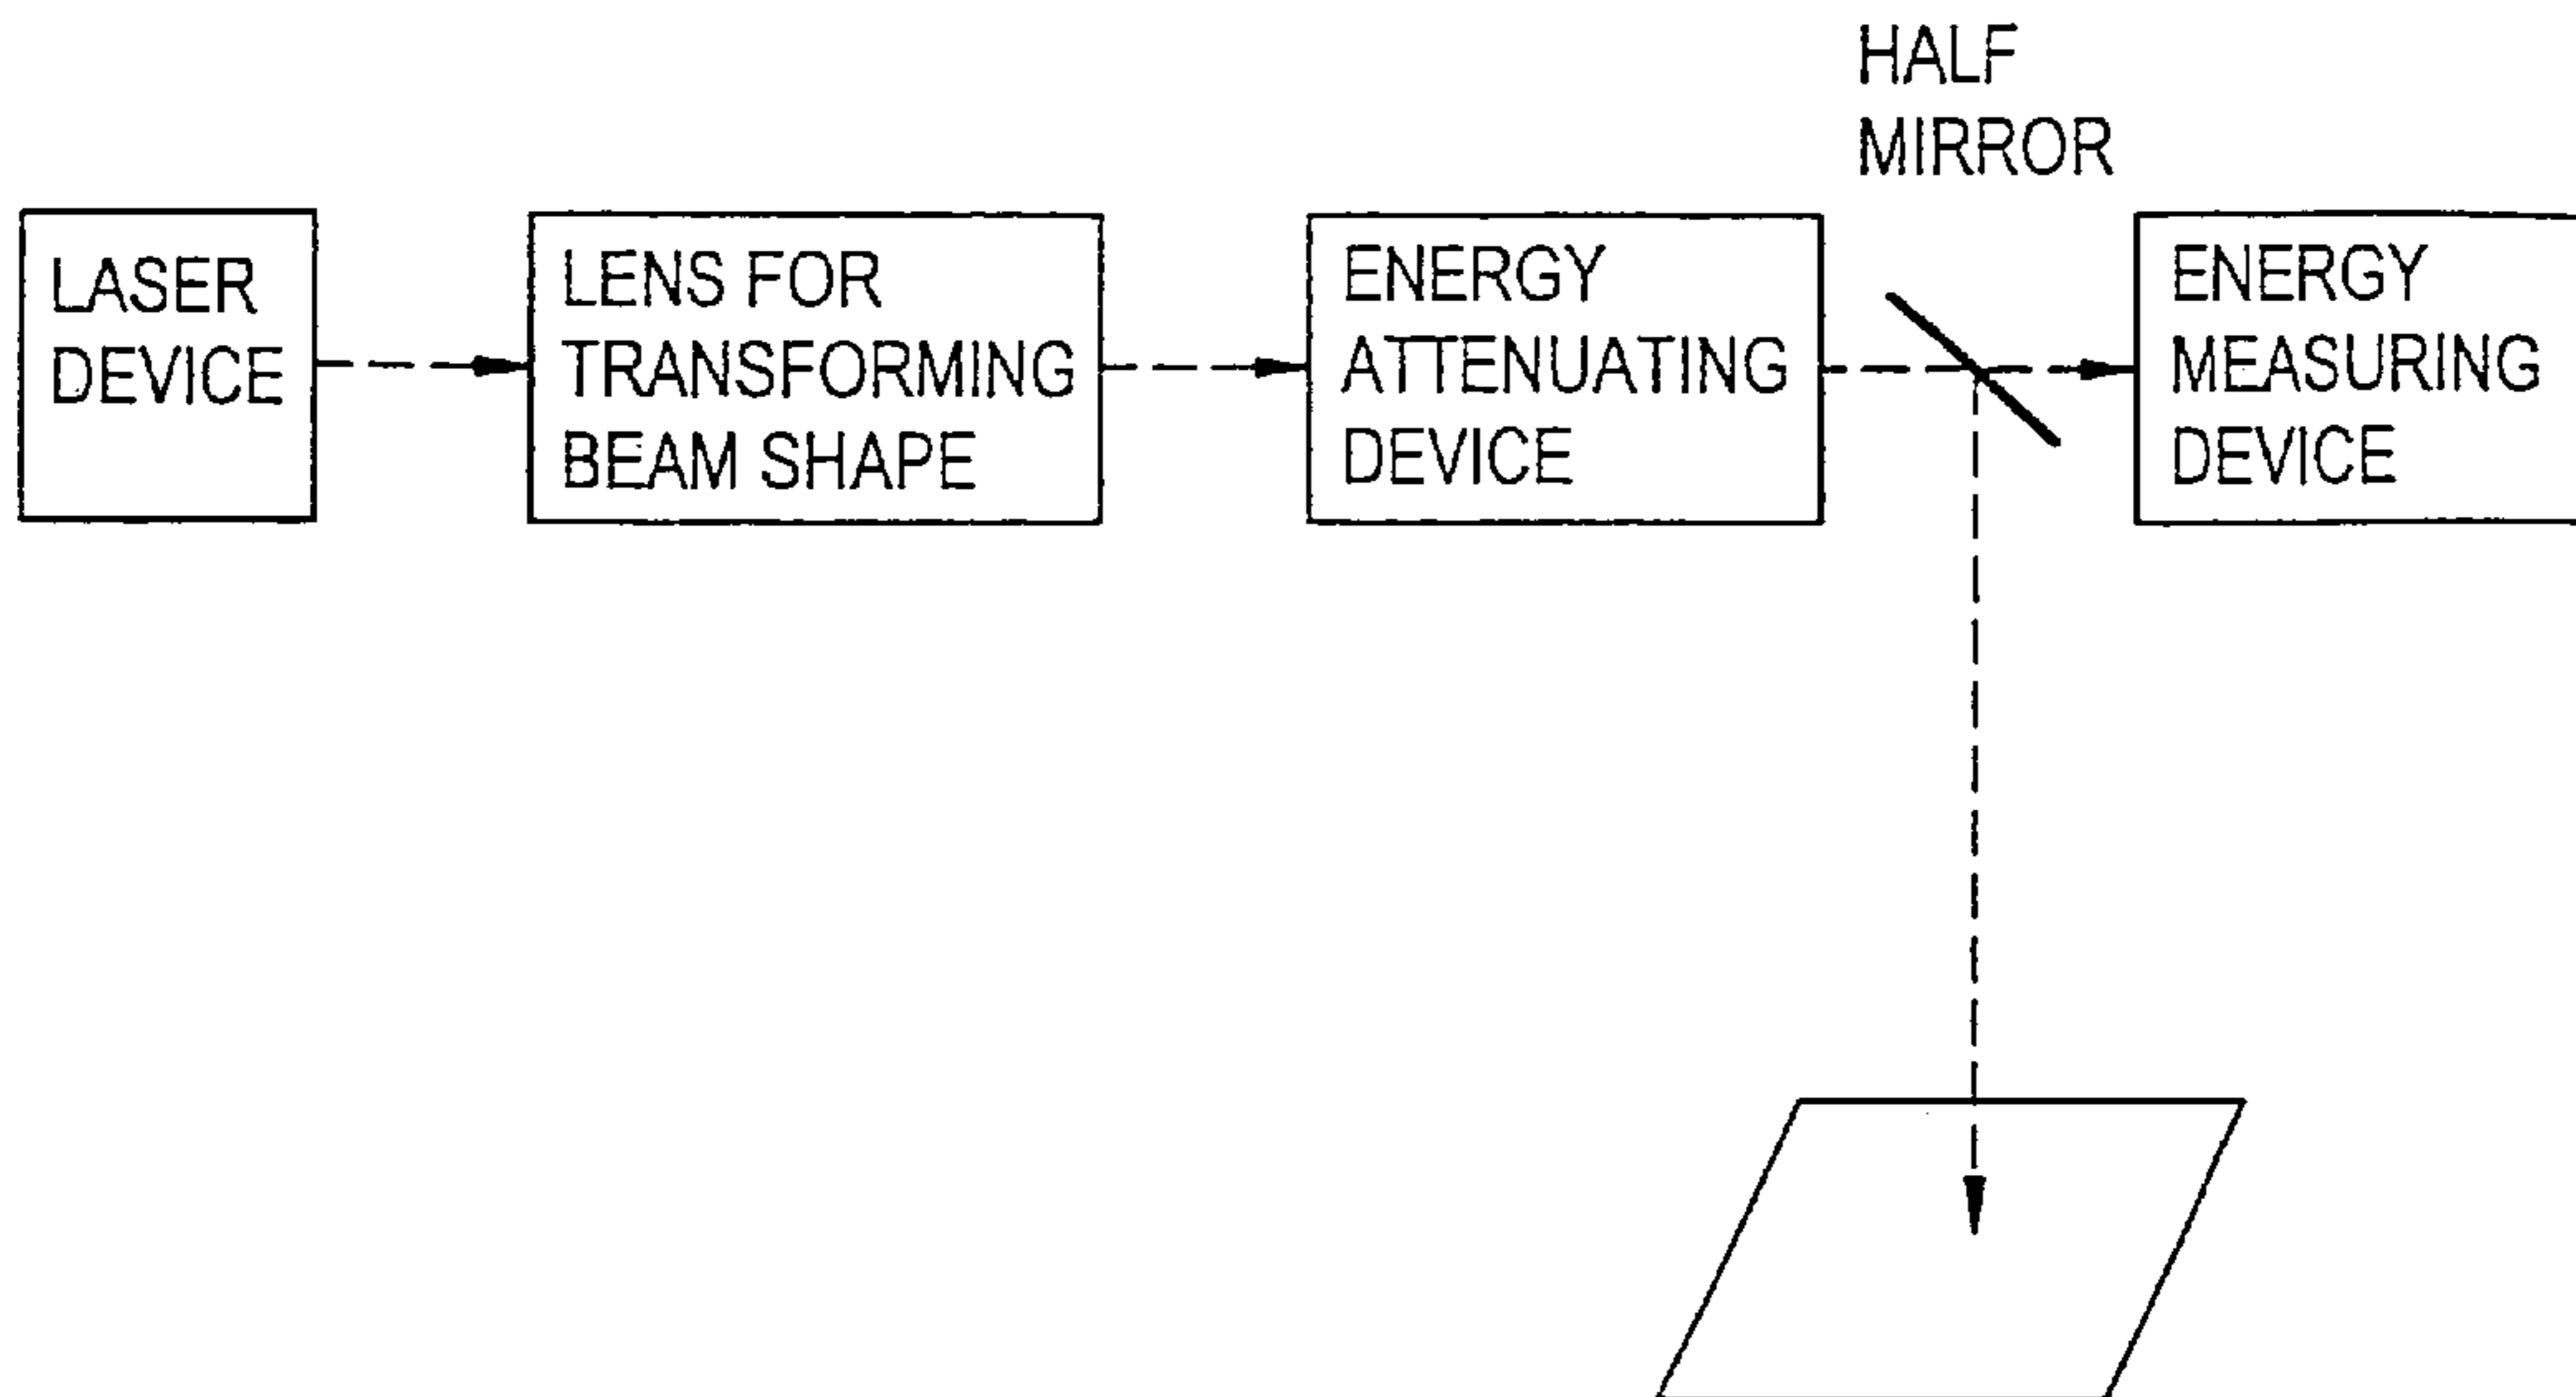 HALF
MIRROR
LASER
DEVICE
LENS FOR
TRANSFORMING
BEAM SHAPE
ENERGY
ATTENUATING
DEVICE
ENERGY
MEASURING
DEVICE